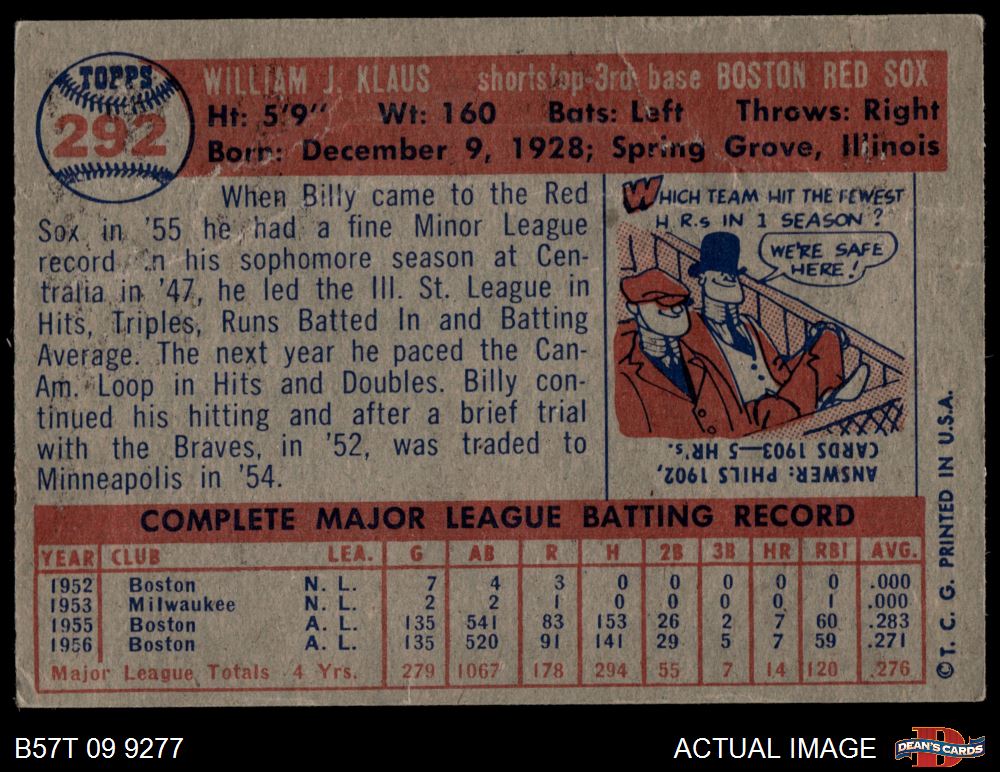 TOPPS
292
WILLIAM J. KLAUS shortstop-3rd base BOSTON RED SOX
Ht: 5'9" Wt: 160 Bats: Left Throws: Right
Born: December 9, 1928; Spring Grove, Illinois
When Billy came to the Red
Sox in '55 he had a fine Minor League
record. In his sophomore season at Cen-
tralia in '47, he led the Ill. St. League in
Hits, Triples, Runs Batted In and Batting
Average. The next year he paced the Can-
Am. Loop in Hits and Doubles. Billy con-
tinued his hitting and after a brief trial
with the Braves, in '52, was traded to
Minneapolis in '54.
WHICH TEAM HIT THE FEWEST
H.R.s IN 1 SEASON?
WE'RE SAFE
HERE!
ANSWER: PHILS 1902,
CARDS 1903—5 HR's.
COMPLETE MAJOR LEAGUE BATTING RECORD
YEAR CLUB LEA. G AB R H 2B 3B HR RBI AVG.
1952 Boston N. L. 7 4 3 0 0 0 0 0 .000
1953 Milwaukee N. L. 2 2 1 0 0 0 0 1 .000
1955 Boston A. L. 135 541 83 153 26 2 7 60 .283
1956 Boston A. L. 135 520 91 141 29 5 7 59 .271
Major League Totals 4 Yrs. 279 1067 178 294 55 7 14 120 .276
© T. C. G. PRINTED IN U.S.A.
B57T 09 9277
ACTUAL IMAGE
DEAN'S CARDS